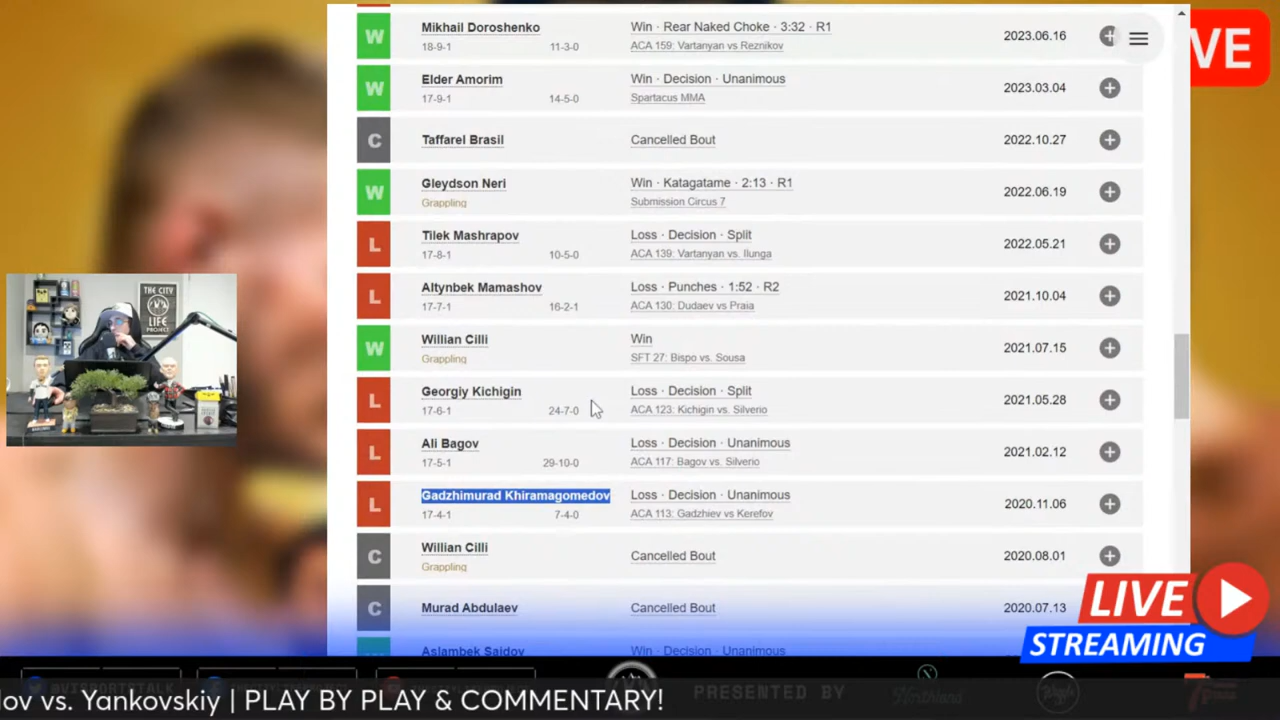 W Mikhail Doroshenko Win · Rear Naked Choke · 3:32 · R1 2023.06.16
18-9-1 11-3-0 ACA 159: Vartanyan vs Reznikov
VE
W Elder Amorim Win · Decision · Unanimous 2023.03.04
17-9-1 14-5-0 Spartacus MMA
C Taffarel Brasil Cancelled Bout 2022.10.27
W Gleydson Neri Win · Katagatame · 2:13 · R1 2022.06.19
Grappling Submission Circus 7
L Tilek Mashrapov Loss · Decision · Split 2022.05.21
17-8-1 10-5-0 ACA 139: Vartanyan vs. Ilunga
L Altynbek Mamashov Loss · Punches · 1:52 · R2 2021.10.04
17-7-1 16-2-1 ACA 130: Dudaev vs Praia
THE CITY
LIFE
PROJECT
W Willian Cilli Win 2021.07.15
Grappling SFT 27: Bispo vs. Sousa
L Georgiy Kichigin Loss · Decision · Split 2021.05.28
17-6-1 24-7-0 ACA 123: Kichigin vs. Silverio
L Ali Bagov Loss · Decision · Unanimous 2021.02.12
17-5-1 29-10-0 ACA 117: Bagov vs. Silverio
L Gadzhimurad Khiramagomedov Loss · Decision · Unanimous 2020.11.06
17-4-1 7-4-0 ACA 113: Gadzhiev vs Kerefov
C Willian Cilli Cancelled Bout 2020.08.01
Grappling
C Murad Abdulaev Cancelled Bout 2020.07.13
LIVE
STREAMING
Aslambek Saidov Win · Decision · Unanimous
PRESENTED BY
Northland
lov vs. Yankovskiy | PLAY BY PLAY & COMMENTARY!